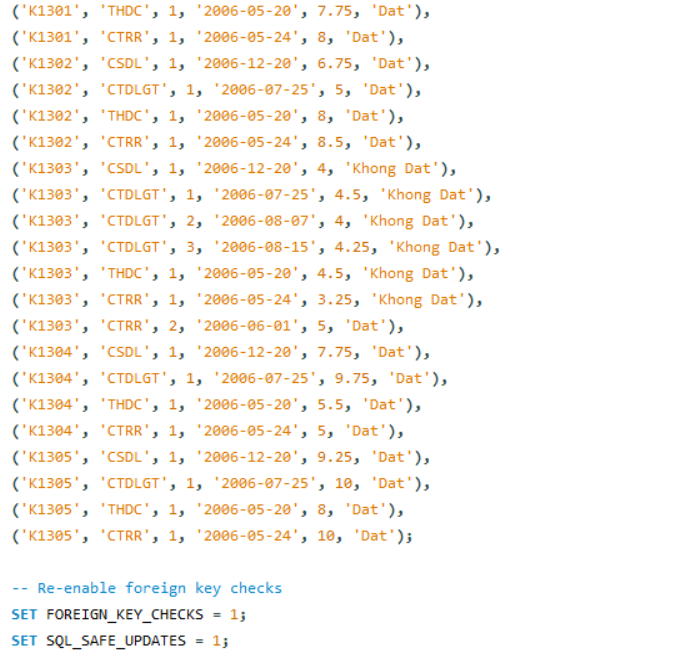 ('K1301', 'THDC', 1, '2006-05-20', 7.75, 'Dat'),
('K1301', 'CTRR', 1, '2006-05-24', 8, 'Dat'),
('K1302', 'CSDL', 1, '2006-12-20', 6.75, 'Dat'),
('K1302', 'CTDLGT', 1, '2006-07-25', 5, 'Dat'),
('K1302', 'THDC', 1, '2006-05-20', 8, 'Dat'),
('K1302', 'CTRR', 1, '2006-05-24', 8.5, 'Dat'),
('K1303', 'CSDL', 1, '2006-12-20', 4, 'Khong Dat'),
('K1303', 'CTDLGT', 1, '2006-07-25', 4.5, 'Khong Dat'),
('K1303', 'CTDLGT', 2, '2006-08-07', 4, 'Khong Dat'),
('K1303', 'CTDLGT', 3, '2006-08-15', 4.25, 'Khong Dat'),
('K1303', 'THDC', 1, '2006-05-20', 4.5, 'Khong Dat'),
('K1303', 'CTRR', 1, '2006-05-24', 3.25, 'Khong Dat'),
('K1303', 'CTRR', 2, '2006-06-01', 5, 'Dat'),
('K1304', 'CSDL', 1, '2006-12-20', 7.75, 'Dat'),
('K1304', 'CTDLGT', 1, '2006-07-25', 9.75, 'Dat'),
('K1304', 'THDC', 1, '2006-05-20', 5.5, 'Dat'),
('K1304', 'CTRR', 1, '2006-05-24', 5, 'Dat'),
('K1305', 'CSDL', 1, '2006-12-20', 9.25, 'Dat'),
('K1305', 'CTDLGT', 1, '2006-07-25', 10, 'Dat'),
('K1305', 'THDC', 1, '2006-05-20', 8, 'Dat'),
('K1305', 'CTRR', 1, '2006-05-24', 10, 'Dat');
-- Re-enable foreign key checks
SET FOREIGN_KEY_CHECKS = 1;
SET SQL_SAFE_UPDATES = 1;